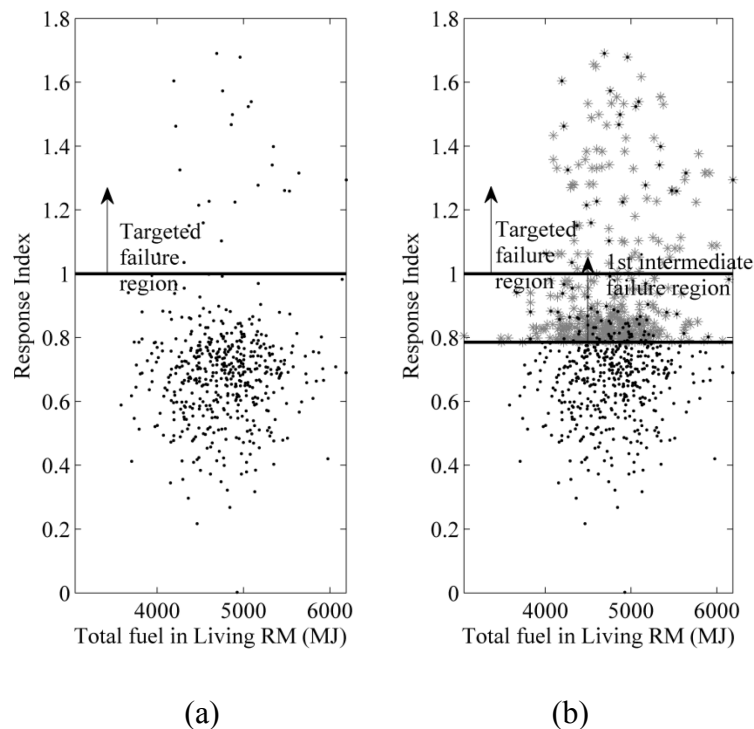 1.8
1.6
1.4
1.2
1
0.8
0.6
0.4
0.2
0
Response Index
Targeted
failure
region
4000 5000 6000
Total fuel in Living RM (MJ)
(a)
1.8
1.6
1.4
1.2
1
0.8
0.6
0.4
0.2
0
Response Index
Targeted
failure
region
1st intermediate
failure region
4000 5000 6000
Total fuel in Living RM (MJ)
(b)